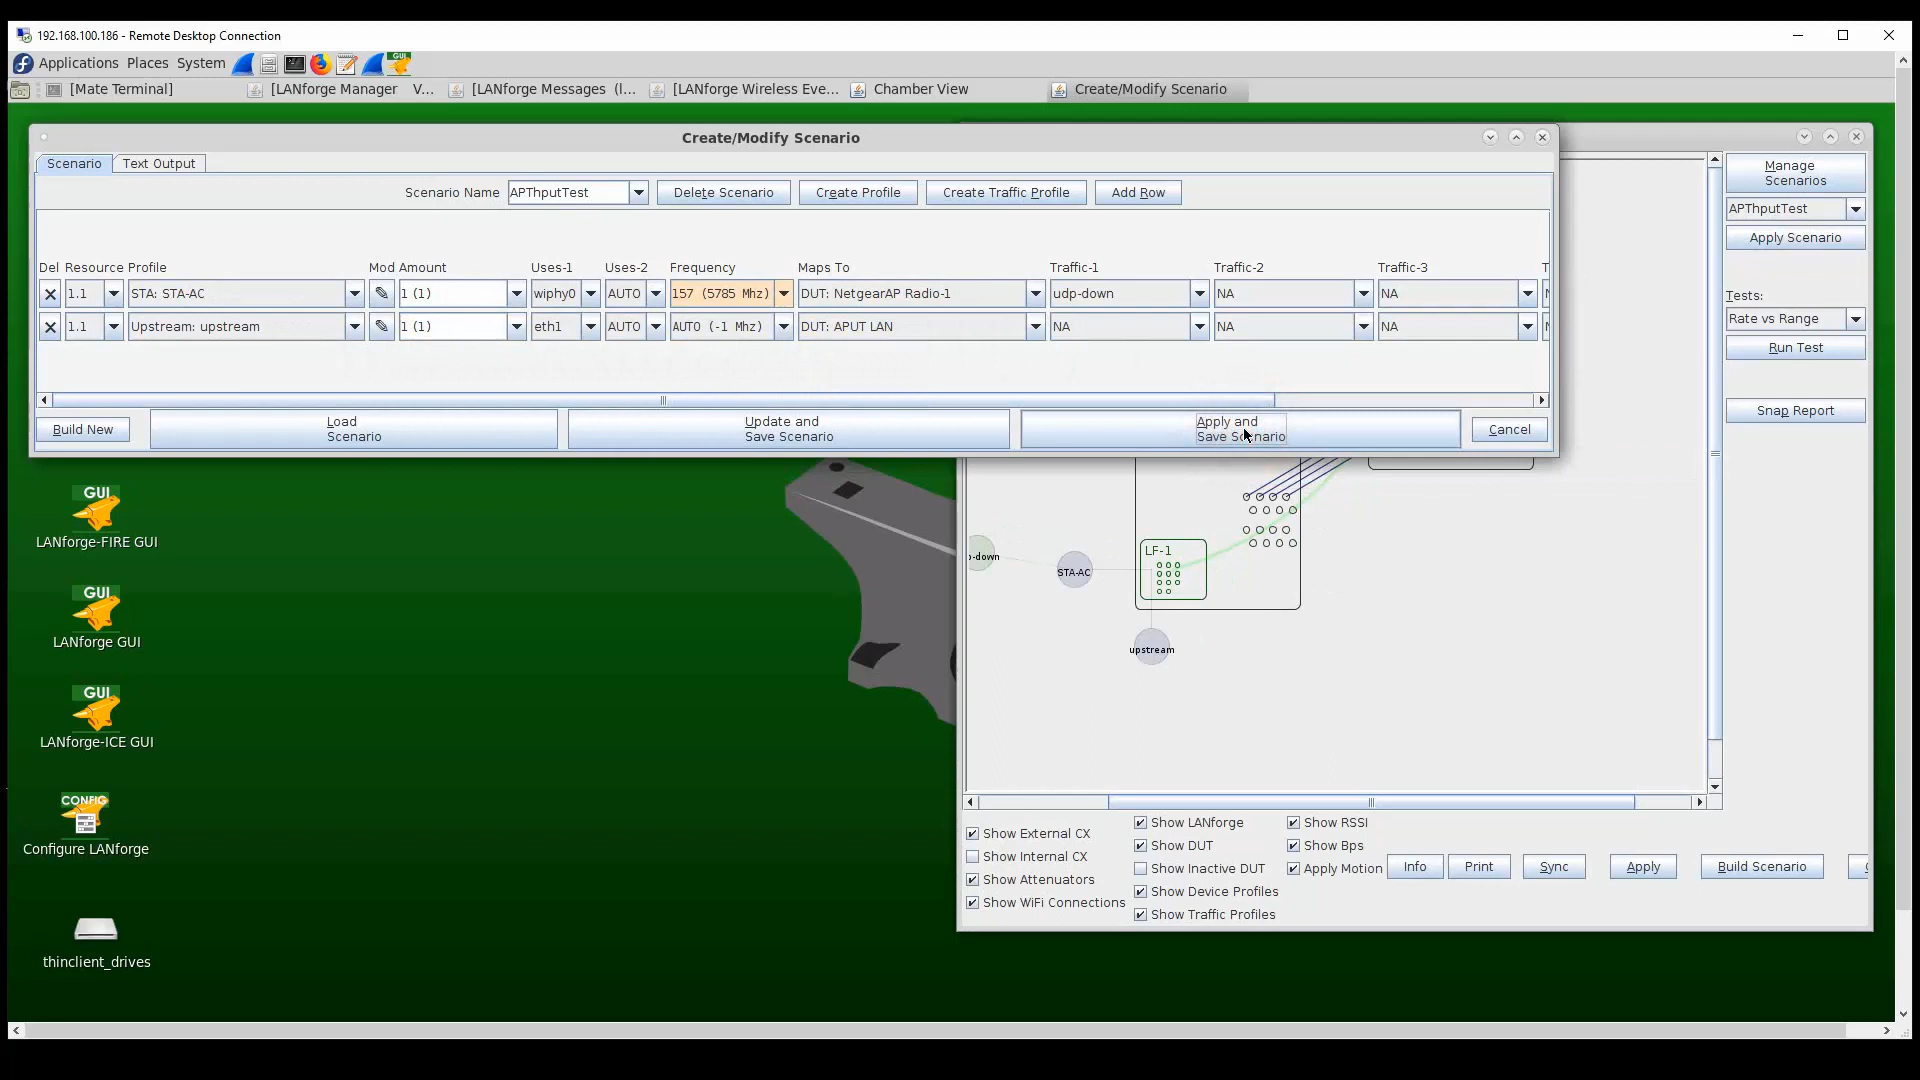 192.168.100.186 - Remote Desktop Connection
Applications Places System GUI
[Mate Terminal] [LANforge Manager V... [LANforge Messages (l... [LANforge Wireless Eve... Chamber View Create/Modify Scenario
Create/Modify Scenario
Scenario Text Output
Scenario Name APThputTest Delete Scenario Create Profile Create Traffic Profile Add Row
Del Resource Profile Mod Amount Uses-1 Uses-2 Frequency Maps To Traffic-1 Traffic-2 Traffic-3
1.1 STA: STA-AC 1 (1) wiphy0 AUTO 157 (5785 Mhz) DUT: NetgearAP Radio-1 udp-down NA NA
1.1 Upstream: upstream 1 (1) eth1 AUTO AUTO (-1 Mhz) DUT: APUT LAN NA NA NA
Build New Load Scenario Update and Save Scenario Apply and Save Scenario Cancel
Manage Scenarios
APThputTest
Apply Scenario
Tests:
Rate vs Range
Run Test
Snap Report
GUI
LANforge-FIRE GUI
GUI
LANforge GUI
GUI
LANforge-ICE GUI
CONFIG
Configure LANforge
thinclient_drives
-down
STA-AC
LF-1
upstream
Show External CX
Show Internal CX
Show Attenuators
Show WiFi Connections
Show LANforge
Show DUT
Show Inactive DUT
Show Device Profiles
Show Traffic Profiles
Show RSSI
Show Bps
Apply Motion
Info Print Sync Apply Build Scenario